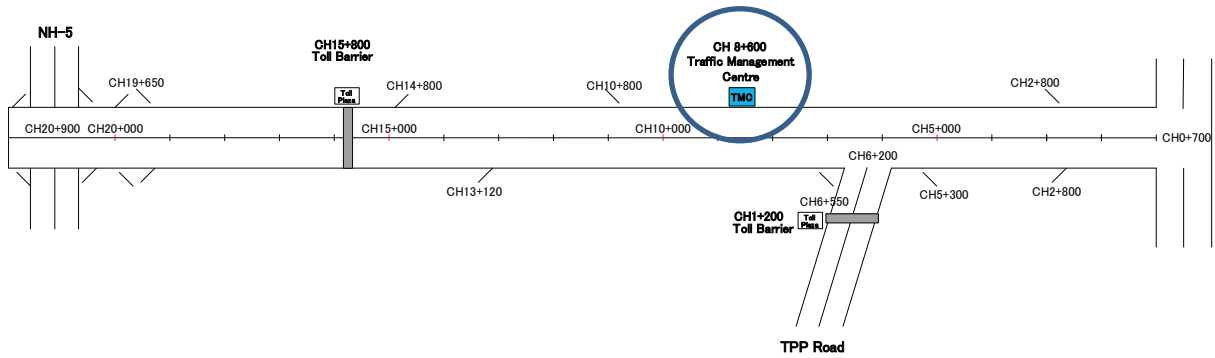 NH-5
CH15+800
Toll Barrier
CH 8+600
Traffic Management
Centre
CH19+650
Toll
Plaza
CH14+800
CH10+800
TMC
CH2+800
CH20+900
CH20+000
CH15+000
CH10+000
CH5+000
CH0+700
CH6+200
CH13+120
CH6+550
CH5+300
CH2+800
CH1+200
Toll Barrier
Toll
Plaza
TPP Road